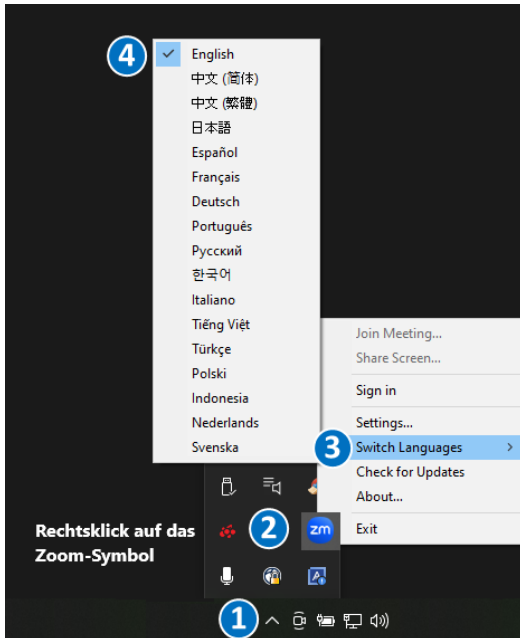 4
English
中文 (简体)
中文 (繁體)
日本語
Español
Français
Deutsch
Português
Русский
한국어
Italiano
Tiếng Việt
Türkçe
Polski
Indonesia
Nederlands
Svenska
Join Meeting...
Share Screen...
Sign in
Settings...
3
Switch Languages
Check for Updates
About...
Exit
Rechtsklick auf das
Zoom-Symbol
2
zm
1